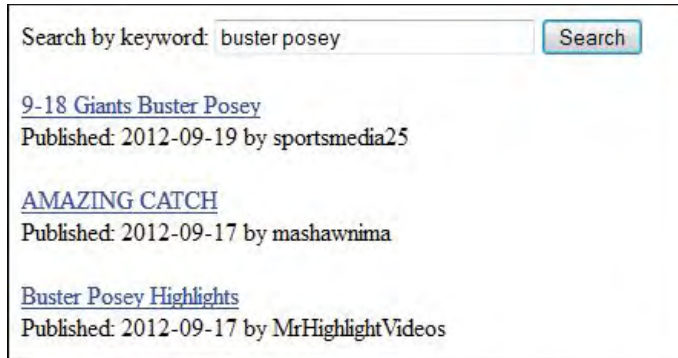 Search by keyword: buster posey Search
9-18 Giants Buster Posey
Published: 2012-09-19 by sportsmedia25
AMAZING CATCH
Published: 2012-09-17 by mashawnima
Buster Posey Highlights
Published: 2012-09-17 by MrHighlightVideos